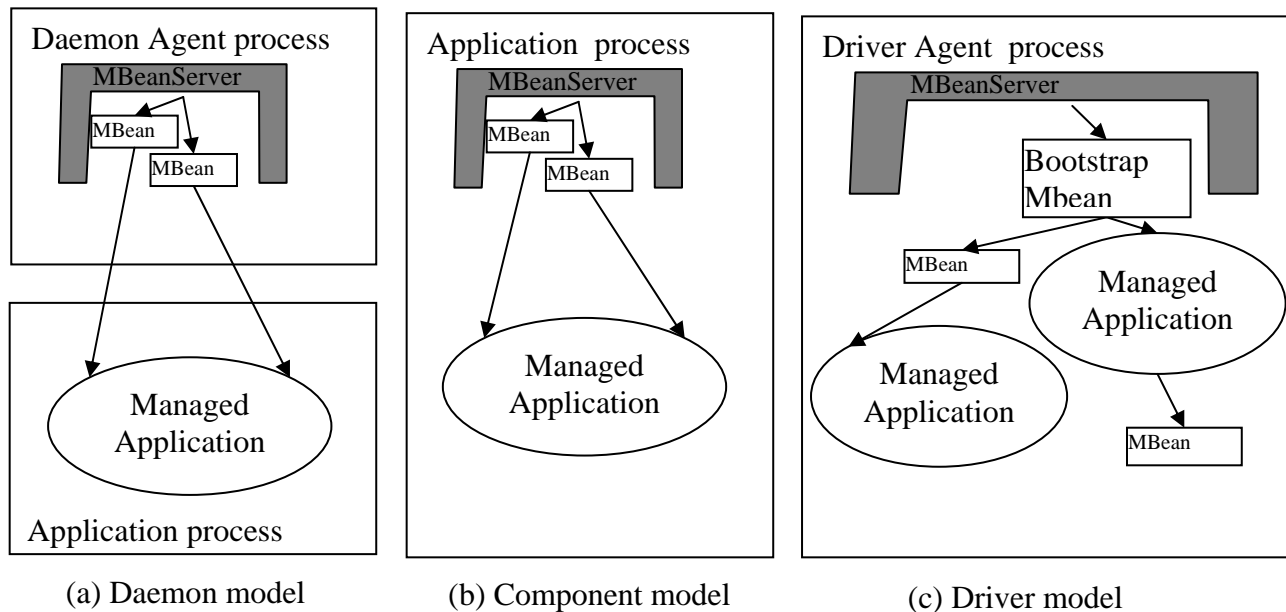 Daemon Agent process
MBeanServer
MBean
MBean
Managed
Application
Application process
(a) Daemon model
Application process
MBeanServer
MBean
MBean
Managed
Application
(b) Component model
Driver Agent process
MBeanServer
Bootstrap
Mbean
MBean
Managed
Application
Managed
Application
MBean
(c) Driver model